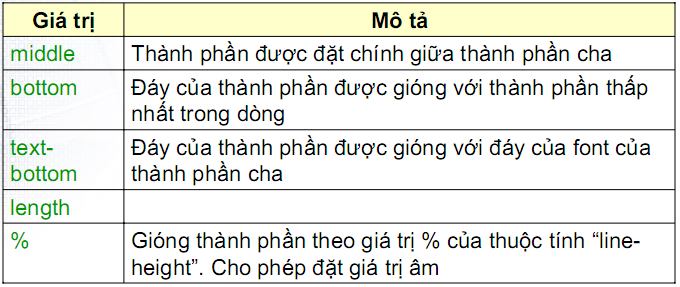 Giá trị Mô tả
middle Thành phần được đặt chính giữa thành phần cha
bottom Đáy của thành phần được gióng với thành phần thấp
nhất trong dòng
text- Đáy của thành phần được gióng với đáy của font của
bottom thành phần cha
length
% Gióng thành phần theo giá trị % của thuộc tính “line-
height”. Cho phép đặt giá trị âm